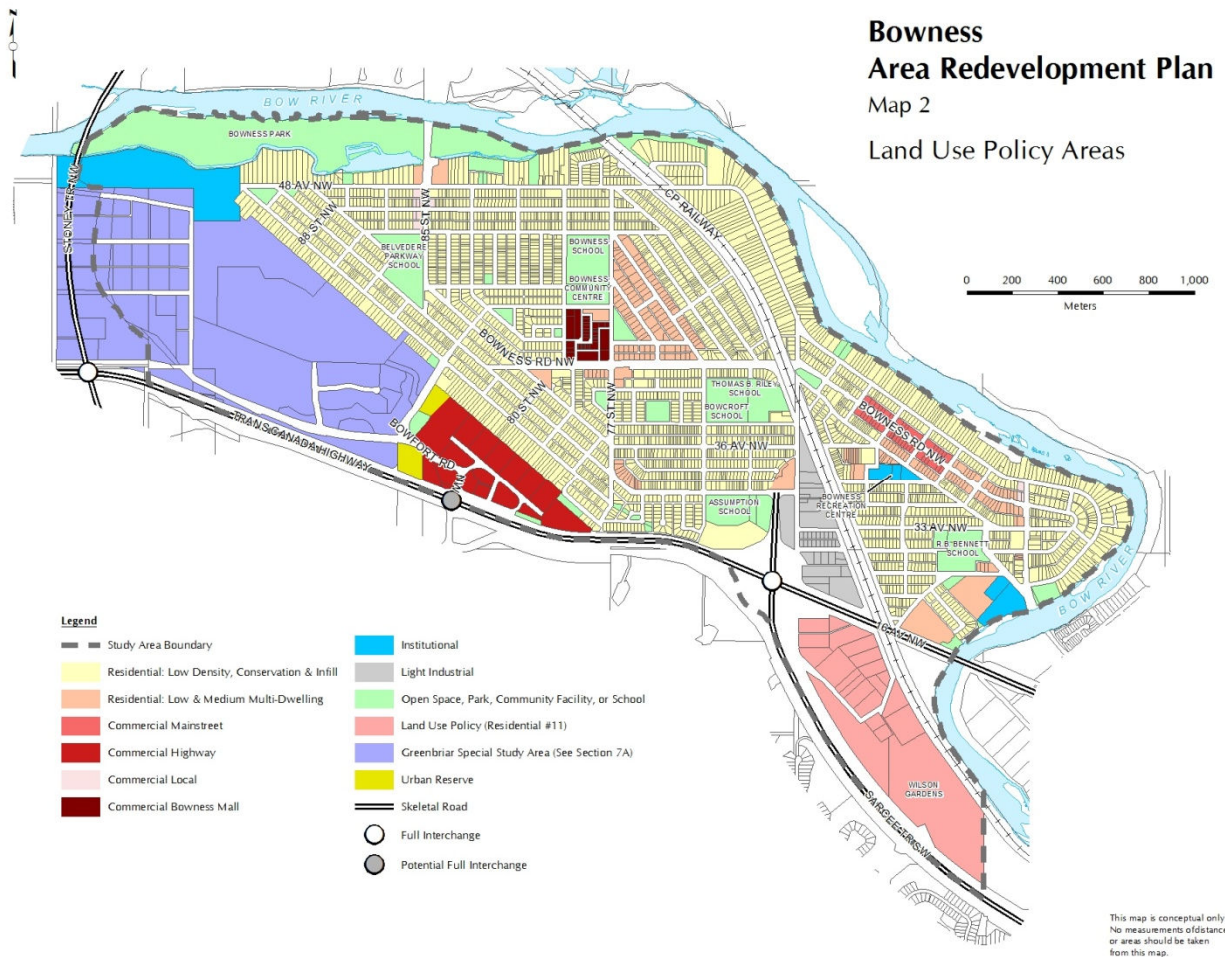 N
Bowness
Area Redevelopment Plan
Map 2
Land Use Policy Areas
BOW RIVER
BOWNESS PARK
STONEY TR NW
48 AV NW
88 ST NW
85 ST NW
CP RAILWAY
BELVEDERE
PARKWAY
SCHOOL
BOWNESS
SCHOOL
BOWNESS
COMMUNITY
CENTRE
0 200 400 600 800 1,000
Meters
BOWNESS RD NW
80 ST NW
77 ST NW
THOMAS B. RILEY
SCHOOL
BOWCROFT
SCHOOL
BOWNESS RD NW
36 AV NW
TRANS CANADA HIGHWAY
BOWFORT RD NW
ASSUMPTION
SCHOOL
BOWNESS
RECREATION
CENTRE
33 AV NW
R.B. BENNETT
SCHOOL
BOW RIVER
16 AV NW
WILSON
GARDENS
SARCEE TR SW
Legend
Study Area Boundary
Residential: Low Density, Conservation & Infill
Residential: Low & Medium Multi-Dwelling
Commercial Mainstreet
Commercial Highway
Commercial Local
Commercial Bowness Mall
Institutional
Light Industrial
Open Space, Park, Community Facility, or School
Land Use Policy (Residential #11)
Greenbriar Special Study Area (See Section 7A)
Urban Reserve
Skeletal Road
Full Interchange
Potential Full Interchange
This map is conceptual only.
No measurements of distance
or areas should be taken
from this map.